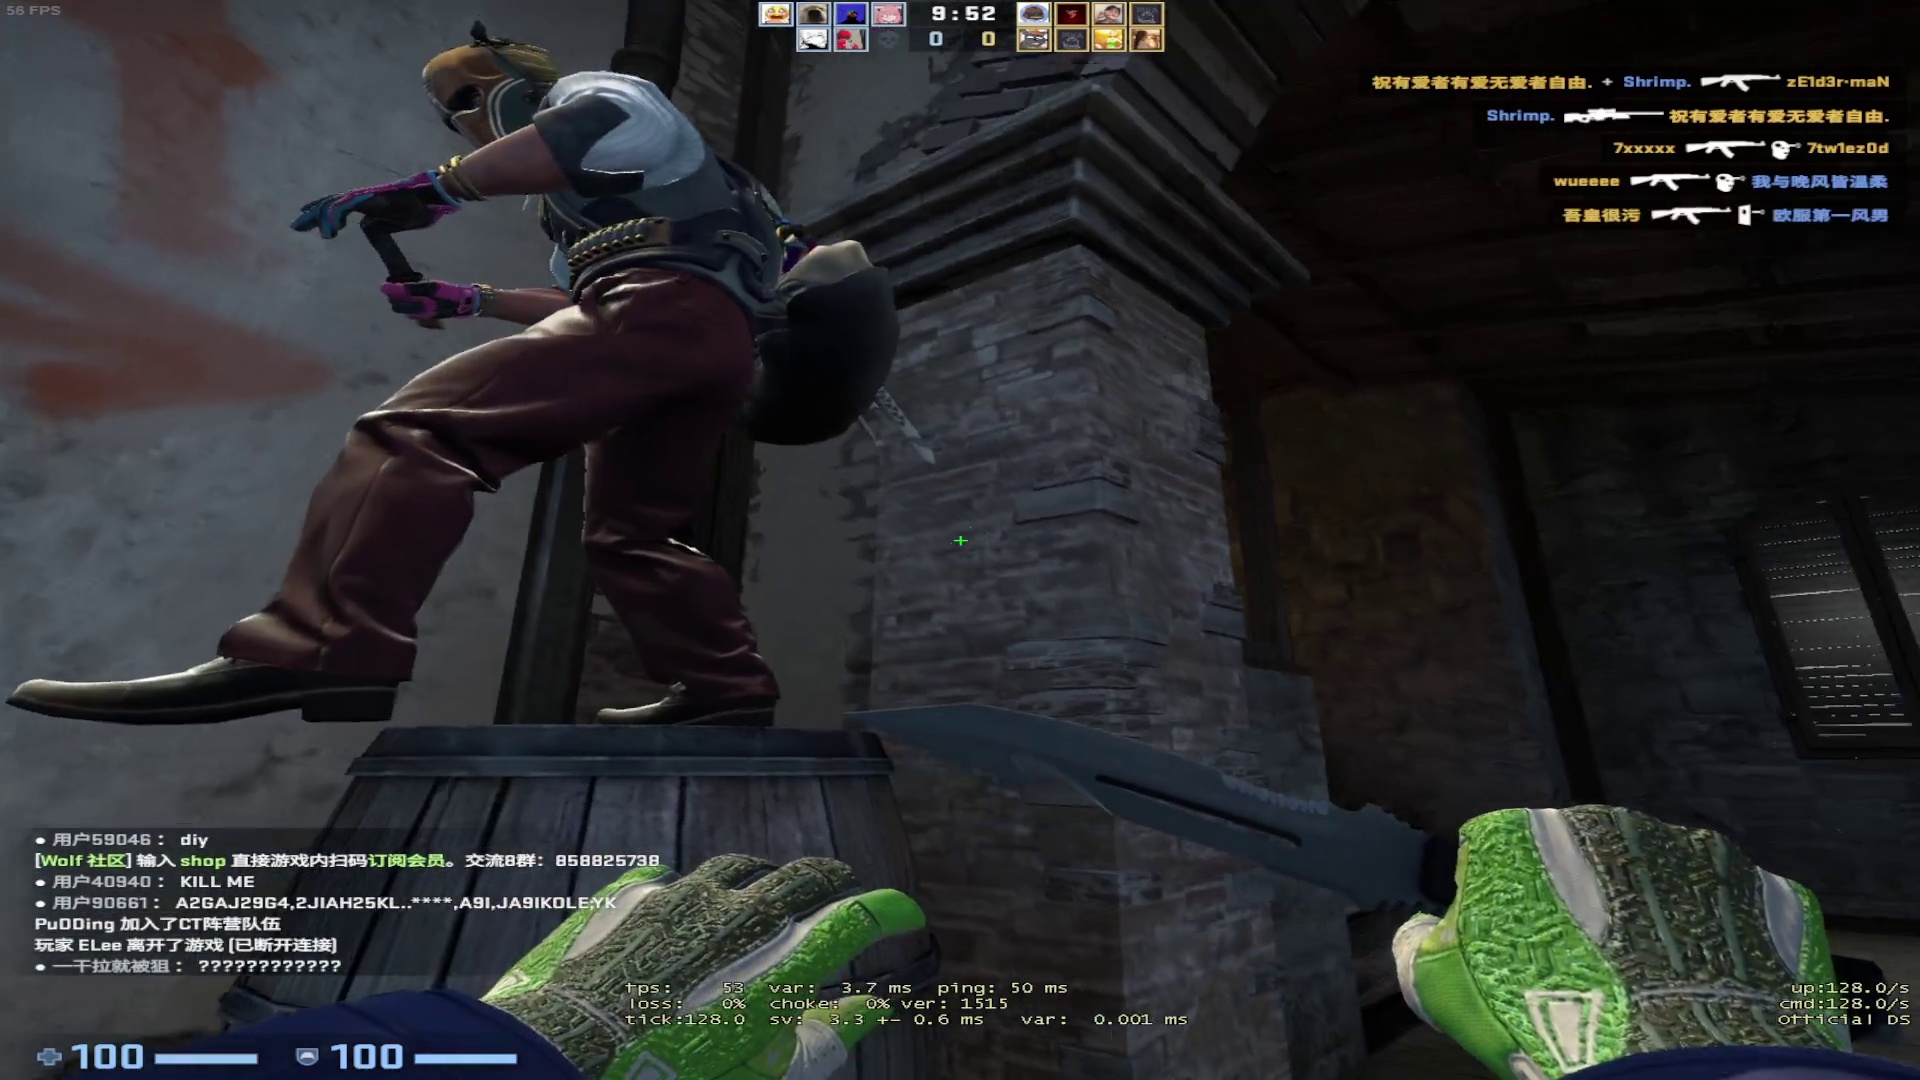 56 FPS
9:52
0 0
祝有爱者有爱无爱者自由. + Shrimp. zE1d3r·maN
Shrimp. 祝有爱者有爱无爱者自由.
7xxxxx 7tw1ez0d
wueeee 我与晚风皆温柔
吾皇很污 欧服第一风男
● 用户59046： diy
[Wolf 社区] 输入 shop 直接游戏内扫码订阅会员。交流8群：858825738
● 用户40940： KILL ME
● 用户90661： A2GAJ29G4,2JIAH25KL..****,A9I,JA9IKOLE;YK
PuDDing 加入了CT阵营队伍
玩家 ELee 离开了游戏 [已断开连接]
● 一干拉就被狙： ????????????
fps: 53 var: 3.7 ms ping: 50 ms
loss: 0% choke: 0% ver: 1515
tick:128.0 sv: 3.3 +- 0.6 ms var: 0.001 ms
up:128.0/s
cmd:128.0/s
Official DS
100 100